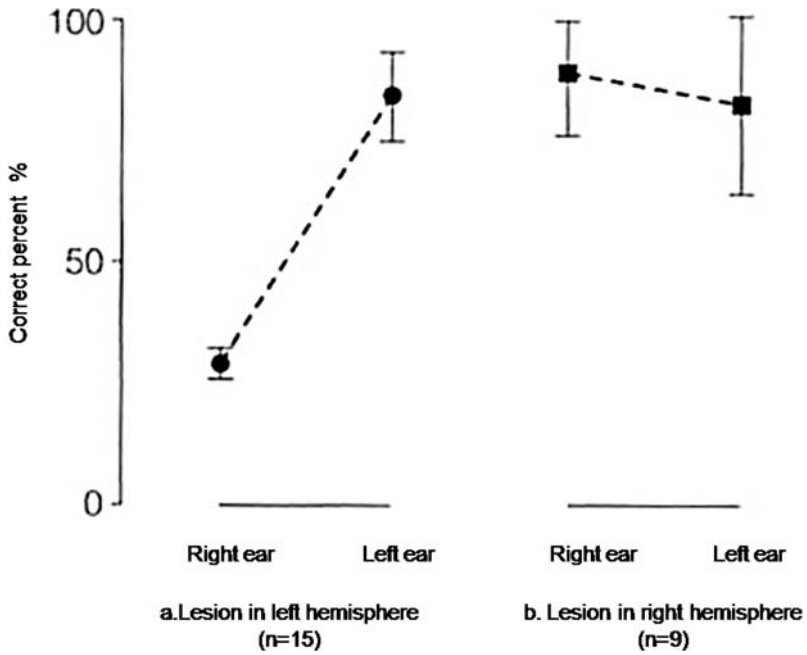 100
50
0
Correct percent %
Right ear
Left ear
Right ear
Left ear
a.Lesion in left hemisphere
(n=15)
b. Lesion in right hemisphere
(n=9)